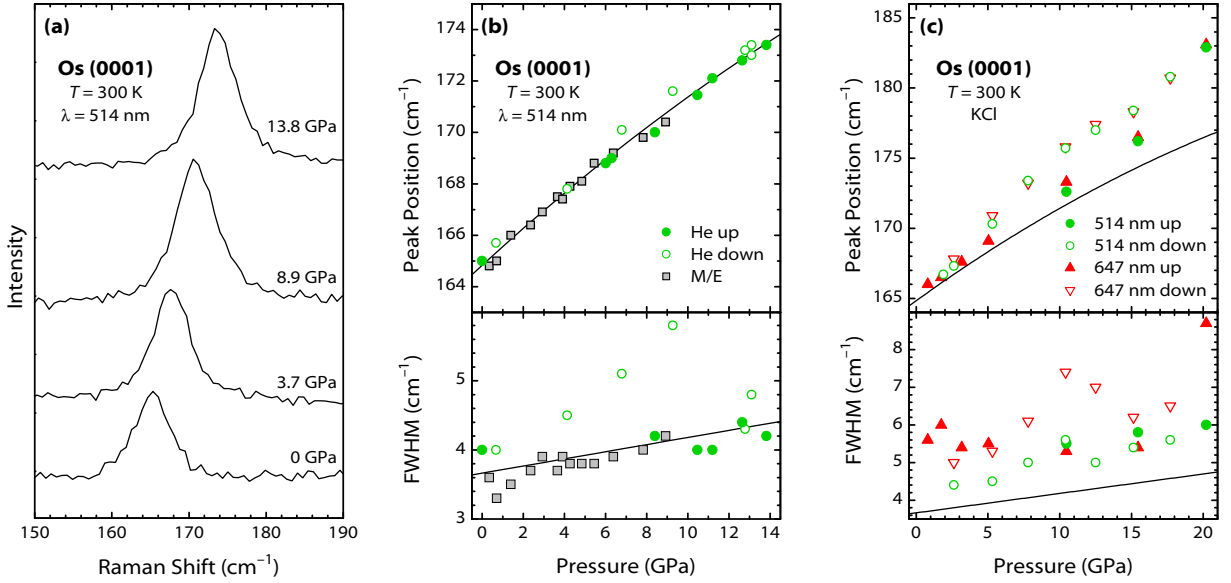 (a)
Os (0001)
T = 300 K
λ = 514 nm
13.8 GPa
8.9 GPa
3.7 GPa
0 GPa
Intensity
150 160 170 180 190
Raman Shift (cm⁻¹)
(b)
Os (0001)
T = 300 K
λ = 514 nm
174
172
170
168
166
164
Peak Position (cm⁻¹)
He up
He down
M/E
5
4
3
FWHM (cm⁻¹)
0 2 4 6 8 10 12 14
Pressure (GPa)
(c)
Os (0001)
T = 300 K
KCl
185
180
175
170
165
Peak Position (cm⁻¹)
514 nm up
514 nm down
647 nm up
647 nm down
8
7
6
5
4
FWHM (cm⁻¹)
0 5 10 15 20
Pressure (GPa)